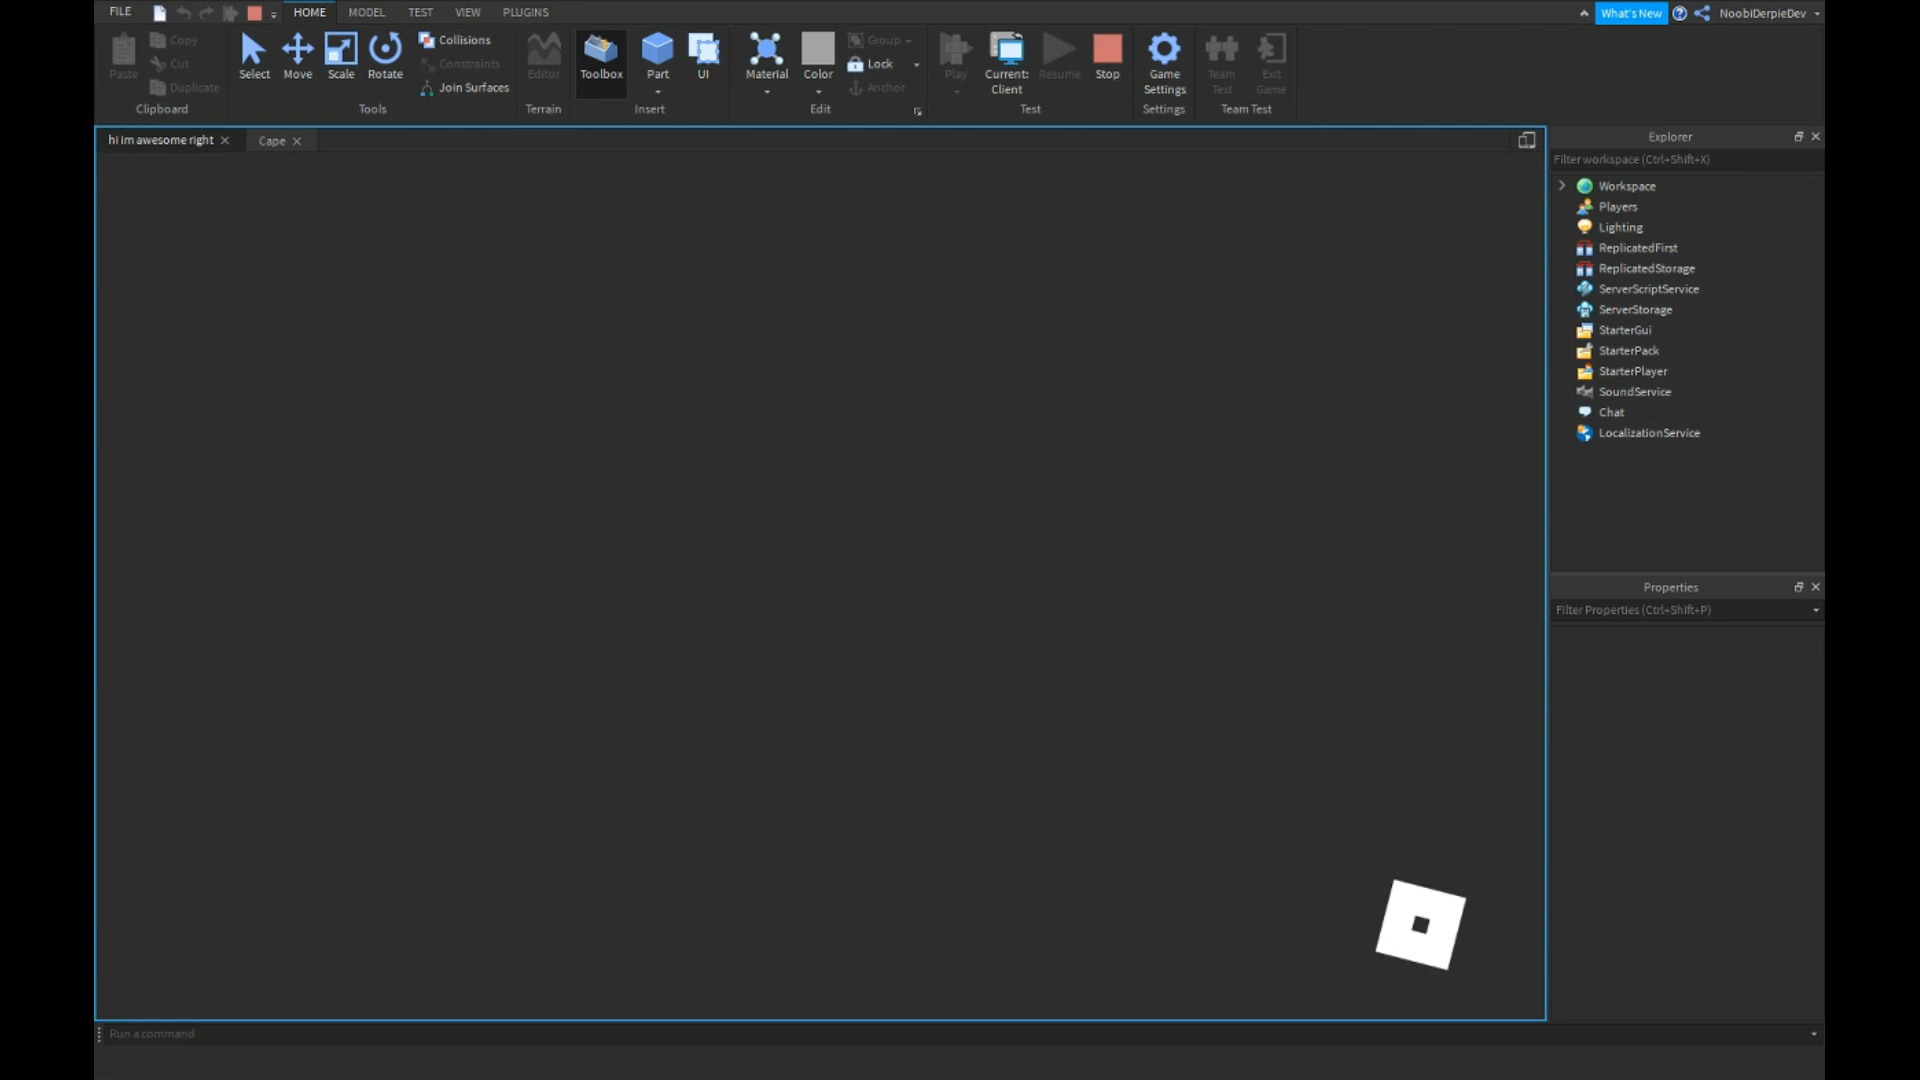 FILE HOME MODEL TEST VIEW PLUGINS What's New NoobiDerpieDev
Paste Copy Cut Duplicate Clipboard
Select Move Scale Rotate Collisions Constraints Join Surfaces Tools
Editor Terrain
Toolbox Part UI Insert
Material Color Group Lock Anchor Edit
Play Current: Client Resume Stop Test
Game Settings Settings
Team Test Exit Game Team Test
hi im awesome right Cape
Explorer
Filter workspace (Ctrl+Shift+X)
Workspace
Players
Lighting
ReplicatedFirst
ReplicatedStorage
ServerScriptService
ServerStorage
StarterGui
StarterPack
StarterPlayer
SoundService
Chat
LocalizationService
Properties
Filter Properties (Ctrl+Shift+P)
Run a command